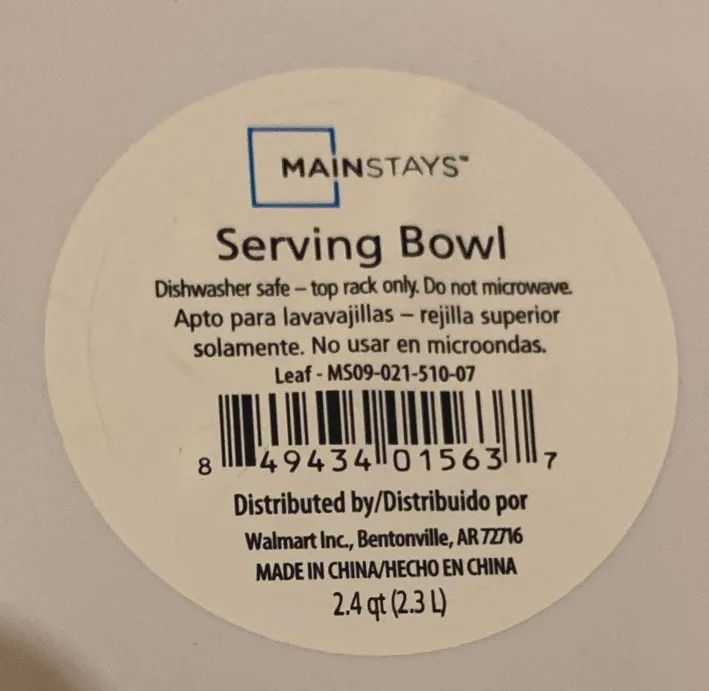 MAINSTAYS™
Serving Bowl
Dishwasher safe – top rack only. Do not microwave.
Apto para lavavajillas – rejilla superior
solamente. No usar en microondas.
Leaf - MS09-021-510-07
8 49434 01563 7
Distributed by/Distribuido por
Walmart Inc., Bentonville, AR 72716
MADE IN CHINA/HECHO EN CHINA
2.4 qt (2.3 L)